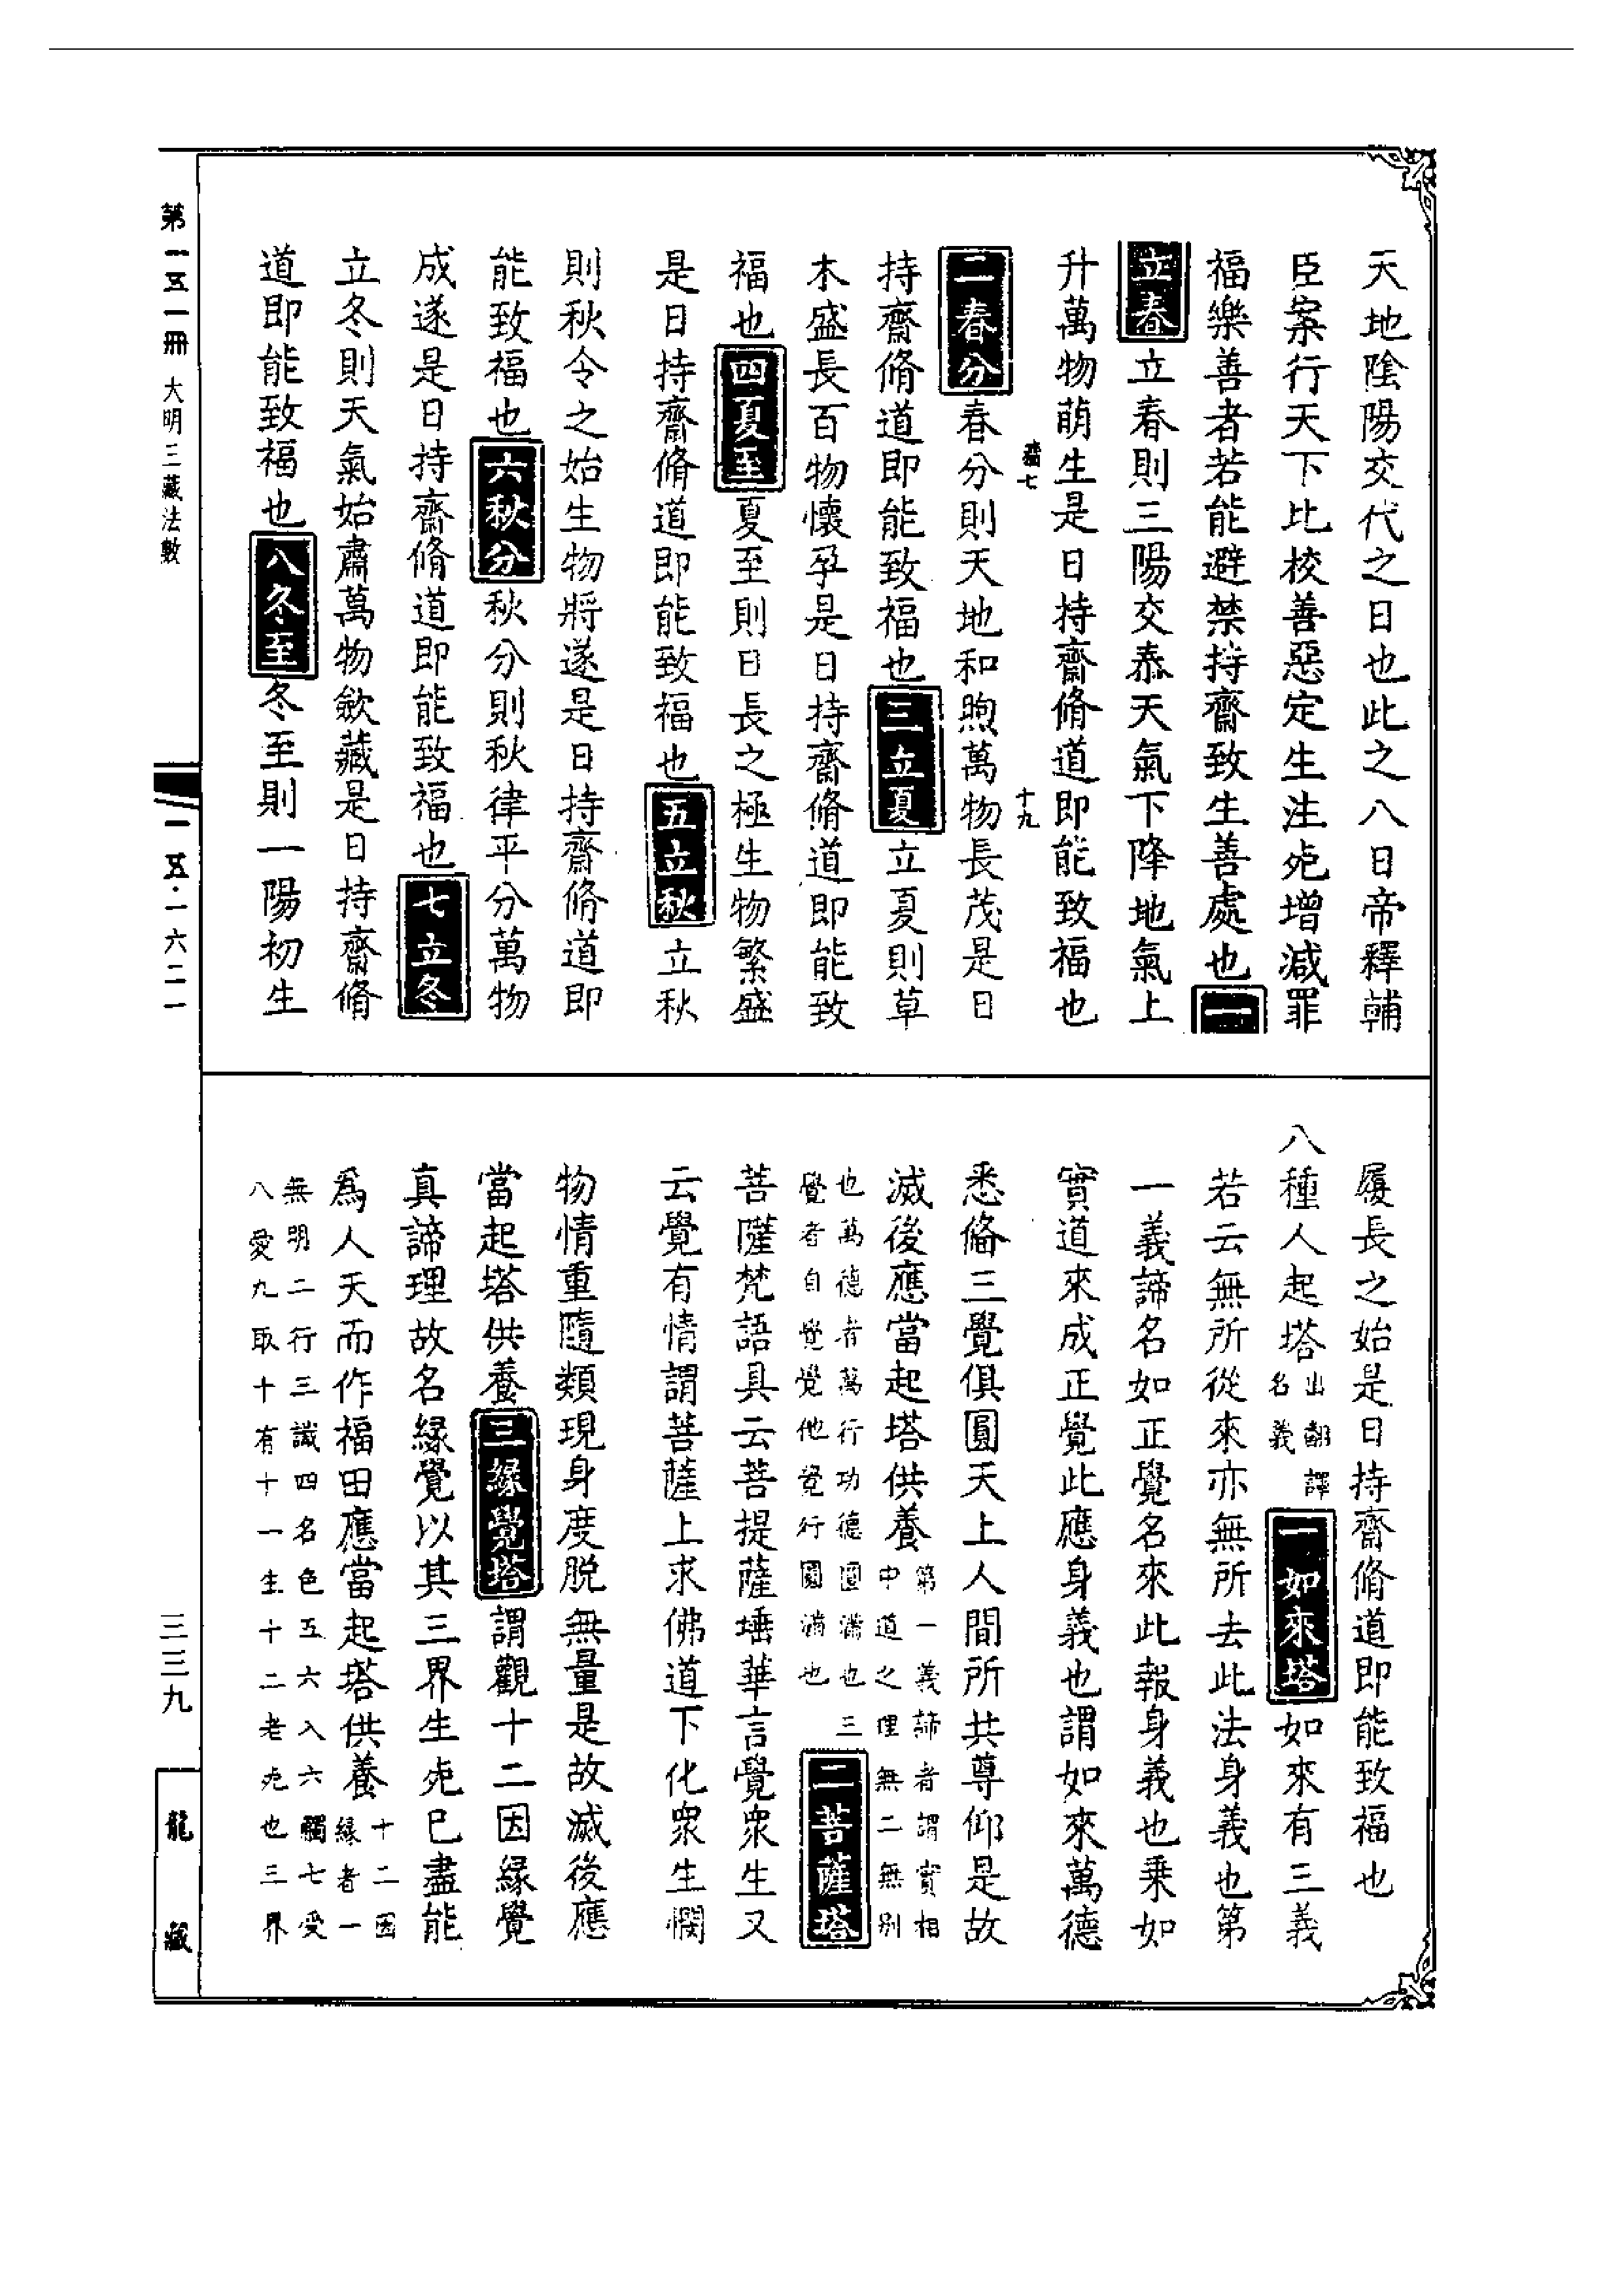 天地陰陽交代之日也此之八日帝釋輔
臣案行天下比校善惡定生注死增減罪
福樂善者若能避禁持齋致生善處也一
立春立春則三陽交泰天氣下降地氣上
升萬物萌生是日持齋脩道即能致福也
十九
二春分春分則天地和煦萬物長茂是日
持齋脩道即能致福也三立夏立夏則草
木盛長百物懷孕是日持齋脩道即能致
福也四夏至夏至則日長之極生物繁盛
是日持齋脩道即能致福也五立秋立秋
則秋令之始生物將遂是日持齋脩道即
能致福也六秋分秋分則秋律平分萬物
成遂是日持齋脩道即能致福也七立冬
立冬則天氣始肅萬物斂藏是日持齋脩
道即能致福也八冬至冬至則一陽初生
履長之始是日持齋脩道即能致福也
八種人起塔出翻譯名義一如來塔如來有三義
若云無所從來亦無所去此法身義也第
一義諦名如正覺名來此報身義也乘如
實道來成正覺此應身義也謂如來萬德
悉備三覺俱圓天上人間所共尊仰是故
滅後應當起塔供養第一義諦者謂實相中道之理無二無別
也萬德者萬行功德圓滿也三覺者自覺覺他覺行圓滿也二菩薩塔
菩薩梵語具云菩提薩埵華言覺眾生又
云覺有情謂菩薩上求佛道下化眾生憫
物情重隨類現身度脫無量是故滅後應
當起塔供養三緣覺塔謂觀十二因緣覺
真諦理故名緣覺以其三界生死已盡能
為人天而作福田應當起塔供養十二因緣者一
無明二行三識四名色五六入六觸七受八愛九取十有十一生十二老死也三界
第一五一冊 大明三藏法數
一五·一六二一
三三九
龍藏